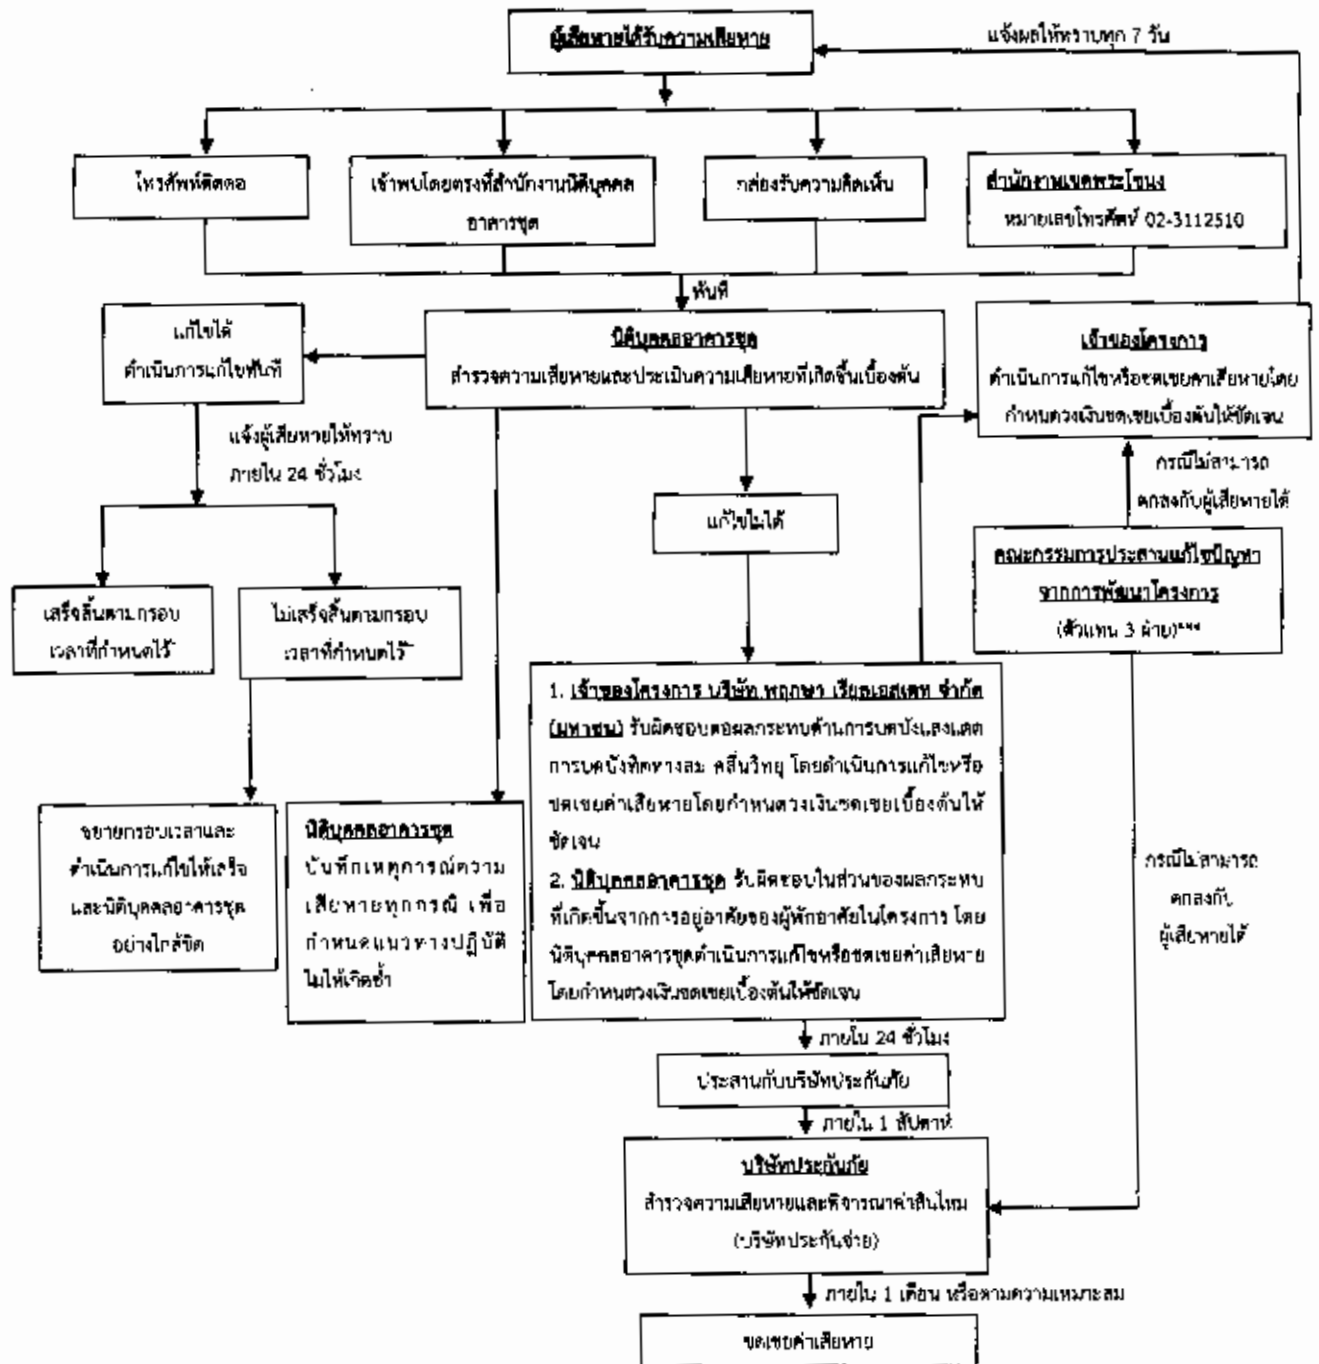 ผู้เสียหายได้รับความเสียหาย
แจ้งผลให้ทราบทุก 7 วัน
โทรศัพท์ติดต่อ
เข้าพบโดยตรงที่สำนักงานนิติบุคคล
อาคารชุด
กล่องรับความคิดเห็น
สำนักงานเขตพระโขนง
หมายเลขโทรศัพท์ 02-3112510
ทันที
แก้ไขได้
ดำเนินการแก้ไขทันที
นิติบุคคลอาคารชุด
สำรวจความเสียหายและประเมินความเสียหายที่เกิดขึ้นเบื้องต้น
เจ้าของโครงการ
ดำเนินการแก้ไขหรือชดเชยค่าเสียหายโดย
กำหนดวงเงินชดเชยเบื้องต้นให้ชัดเจน
แจ้งผู้เสียหายให้ทราบ
ภายใน 24 ชั่วโมง
กรณีไม่สามารถ
ตกลงกับผู้เสียหายได้
แก้ไขไม่ได้
คณะกรรมการประสานแก้ไขปัญหา
จากการพัฒนาโครงการ
(ตัวแทน 3 ฝ่าย)***
เสร็จสิ้นตามกรอบ
เวลาที่กำหนดไว้
ไม่เสร็จสิ้นตามกรอบ
เวลาที่กำหนดไว้
1. เจ้าของโครงการ บริษัท พฤกษา เรียลเอสเตท จำกัด
(มหาชน) รับผิดชอบต่อผลกระทบด้านการบดบังแสงแดด
การบดบังทิศทางลม คลื่นวิทยุ โดยดำเนินการแก้ไขหรือ
ชดเชยค่าเสียหายโดยกำหนดวงเงินชดเชยเบื้องต้นให้
ชัดเจน
2. นิติบุคคลอาคารชุด รับผิดชอบในส่วนของผลกระทบ
ที่เกิดขึ้นจากการอยู่อาศัยของผู้พักอาศัยในโครงการ โดย
นิติบุคคลอาคารชุดดำเนินการแก้ไขหรือชดเชยค่าเสียหาย
โดยกำหนดวงเงินชดเชยเบื้องต้นให้ชัดเจน
ขยายกรอบเวลาและ
ดำเนินการแก้ไขให้เสร็จ
และนิติบุคคลอาคารชุด
อย่างใกล้ชิด
นิติบุคคลอาคารชุด
บันทึกเหตุการณ์ความ
เสียหายทุกกรณี เพื่อ
กำหนดแนวทางปฏิบัติ
ไม่ให้เกิดซ้ำ
กรณีไม่สามารถ
ตกลงกับ
ผู้เสียหายได้
ภายใน 24 ชั่วโมง
ประสานกับบริษัทประกันภัย
ภายใน 1 สัปดาห์
บริษัทประกันภัย
สำรวจความเสียหายและพิจารณาค่าสินไหม
(บริษัทประกันจ่าย)
ภายใน 1 เดือน หรือตามความเหมาะสม
ชดเชยค่าเสียหาย